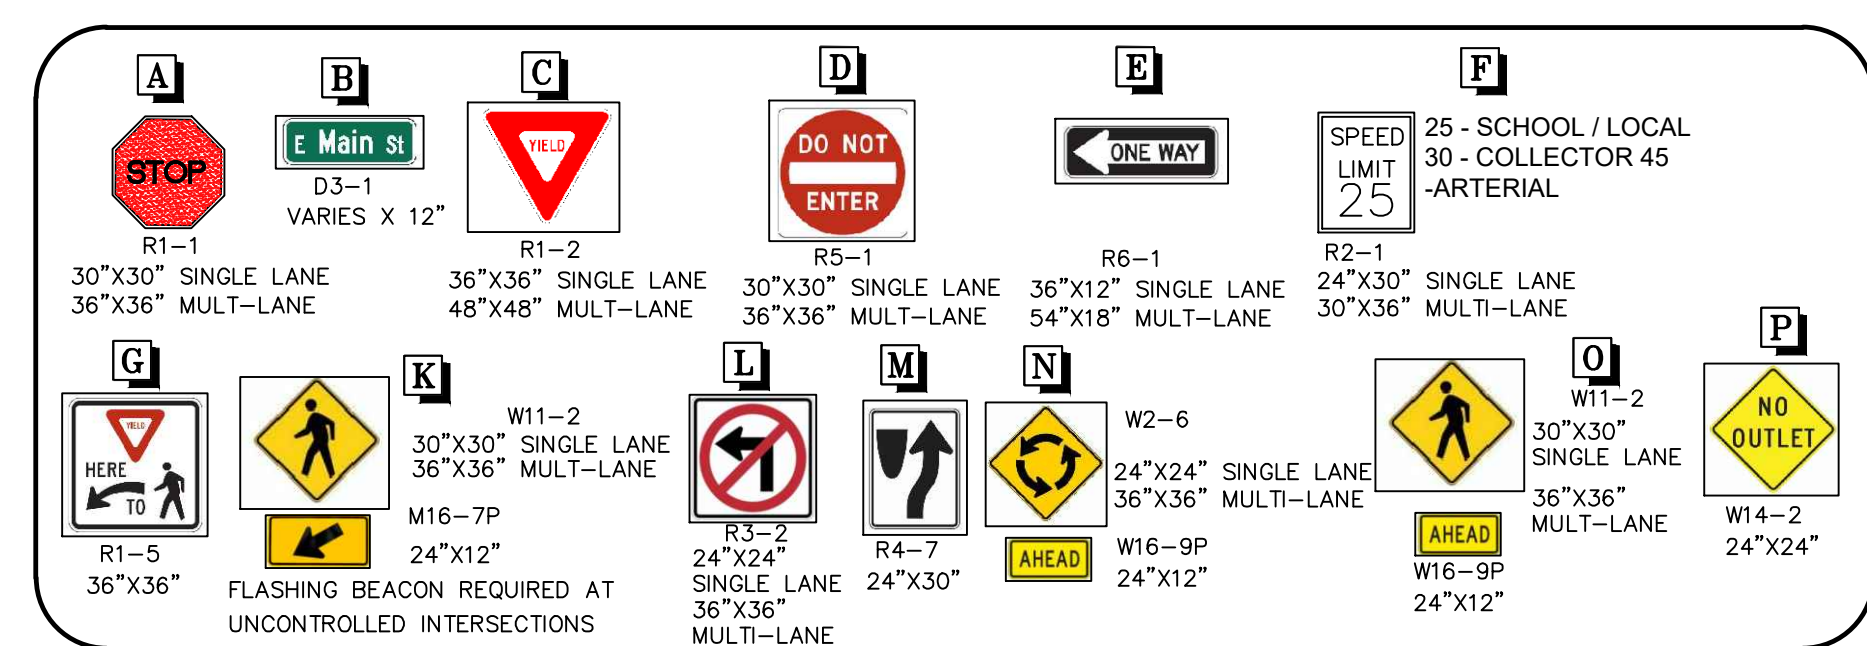 A
STOP
R1-1
30"X30" SINGLE LANE
36"X36" MULT-LANE
B
E Main St
D3-1
VARIES X 12"
C
YIELD
R1-2
36"X36" SINGLE LANE
48"X48" MULT-LANE
D
DO NOT
ENTER
R5-1
30"X30" SINGLE LANE
36"X36" MULT-LANE
E
ONE WAY
R6-1
36"X12" SINGLE LANE
54"X18" MULT-LANE
F
SPEED
LIMIT
25
25 - SCHOOL / LOCAL
30 - COLLECTOR 45
-ARTERIAL
R2-1
24"X30" SINGLE LANE
30"X36" MULTI-LANE
G
YIELD
HERE
TO
R1-5
36"X36"
K
W11-2
30"X30" SINGLE LANE
36"X36" MULT-LANE
M16-7P
24"X12"
FLASHING BEACON REQUIRED AT
UNCONTROLLED INTERSECTIONS
L
R3-2
24"X24"
SINGLE LANE
36"X36"
MULTI-LANE
M
R4-7
24"X30"
N
W2-6
24"X24" SINGLE LANE
36"X36" MULTI-LANE
AHEAD
W16-9P
24"X12"
O
W11-2
30"X30"
SINGLE LANE
36"X36"
MULT-LANE
AHEAD
W16-9P
24"X12"
P
NO
OUTLET
W14-2
24"X24"